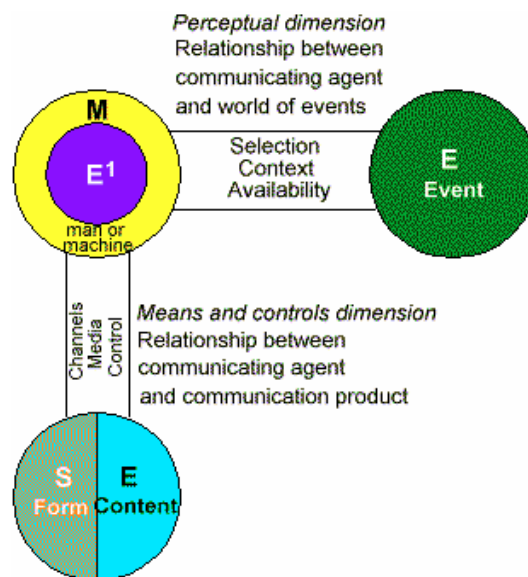 Perceptual dimension
Relationship between
communicating agent
and world of events
M
E¹
man or
machine
Selection
Context
Availability
E
Event
Channels
Media
Control
Means and controls dimension
Relationship between
communicating agent
and communication product
S
Form
E
Content